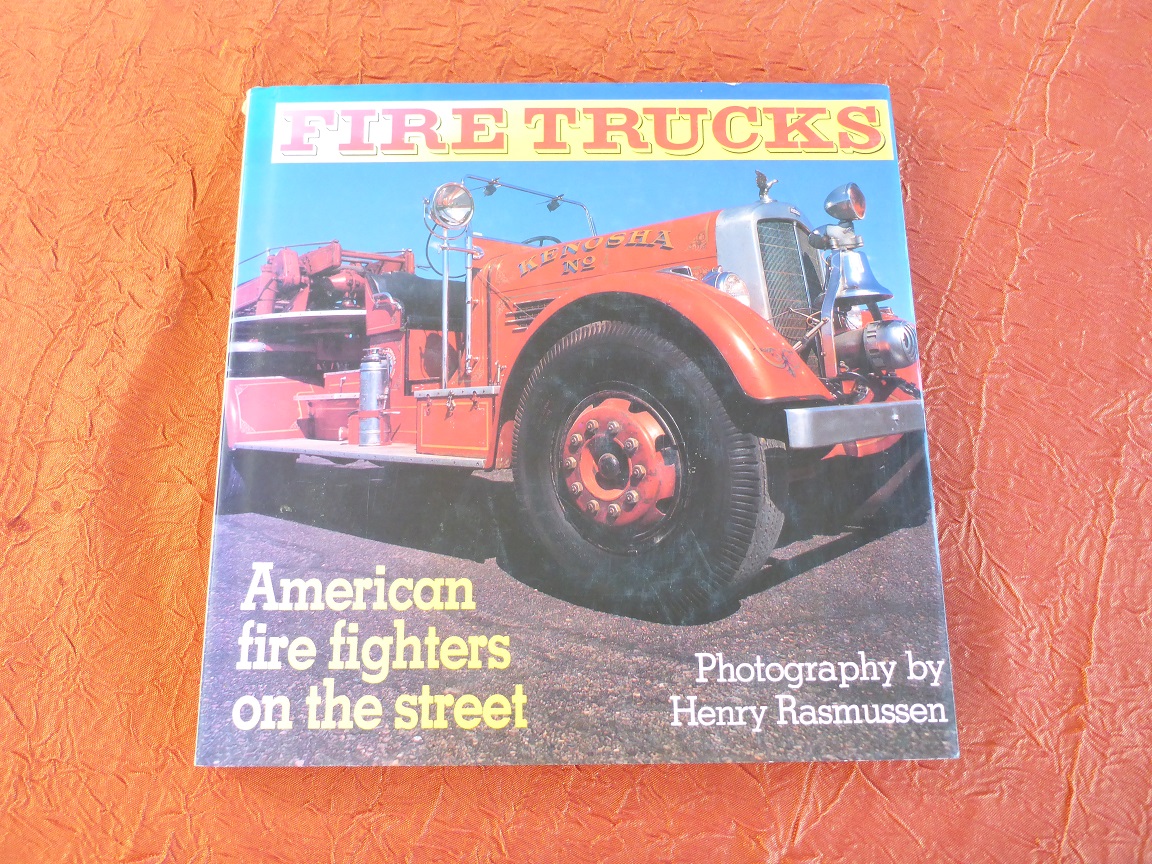 FIRE TRUCKS
KENOSHA
No
American
fire fighters
on the street
Photography by
Henry Rasmussen